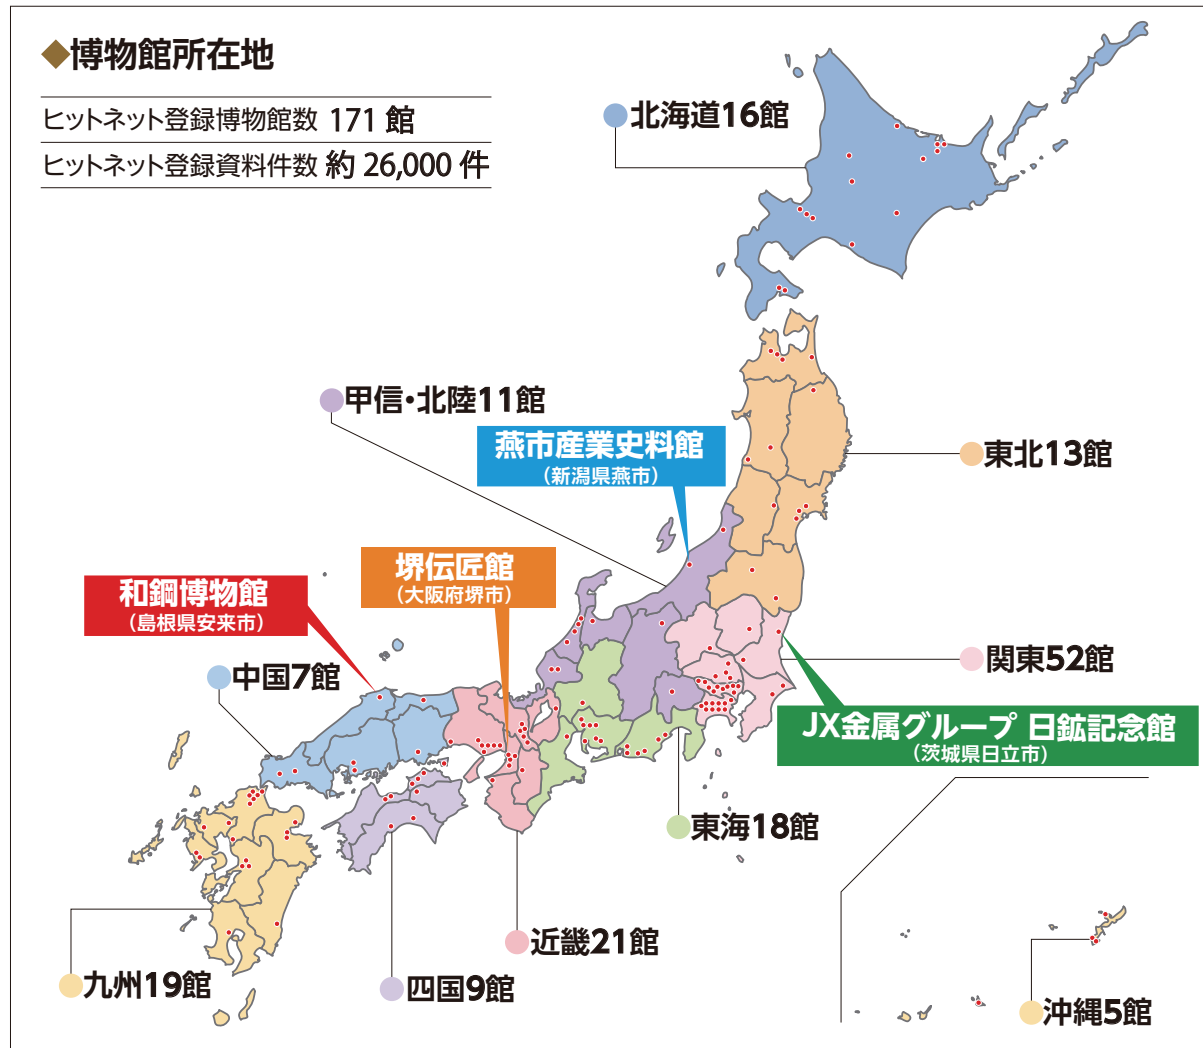 ◆博物館所在地
ヒットネット登録博物館数 171 館
ヒットネット登録資料件数 約 26,000 件
北海道16館
甲信・北陸11館
燕市産業史料館
（新潟県燕市）
東北13館
堺伝匠館
（大阪府堺市）
和鋼博物館
（島根県安来市）
中国7館
関東52館
JX金属グループ 日鉱記念館
（茨城県日立市）
東海18館
近畿21館
九州19館
四国9館
沖縄5館